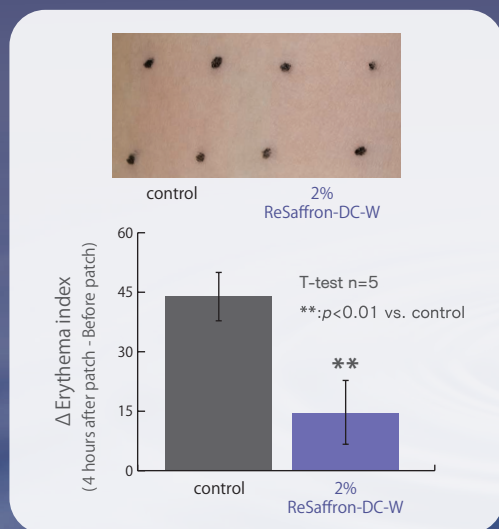 control
2%
ReSaffron-DC-W
Δ Erythema index
(4 hours after patch - Before patch)
60
45
30
15
0
T-test n=5
**:p<0.01 vs. control
**
control
2%
ReSaffron-DC-W